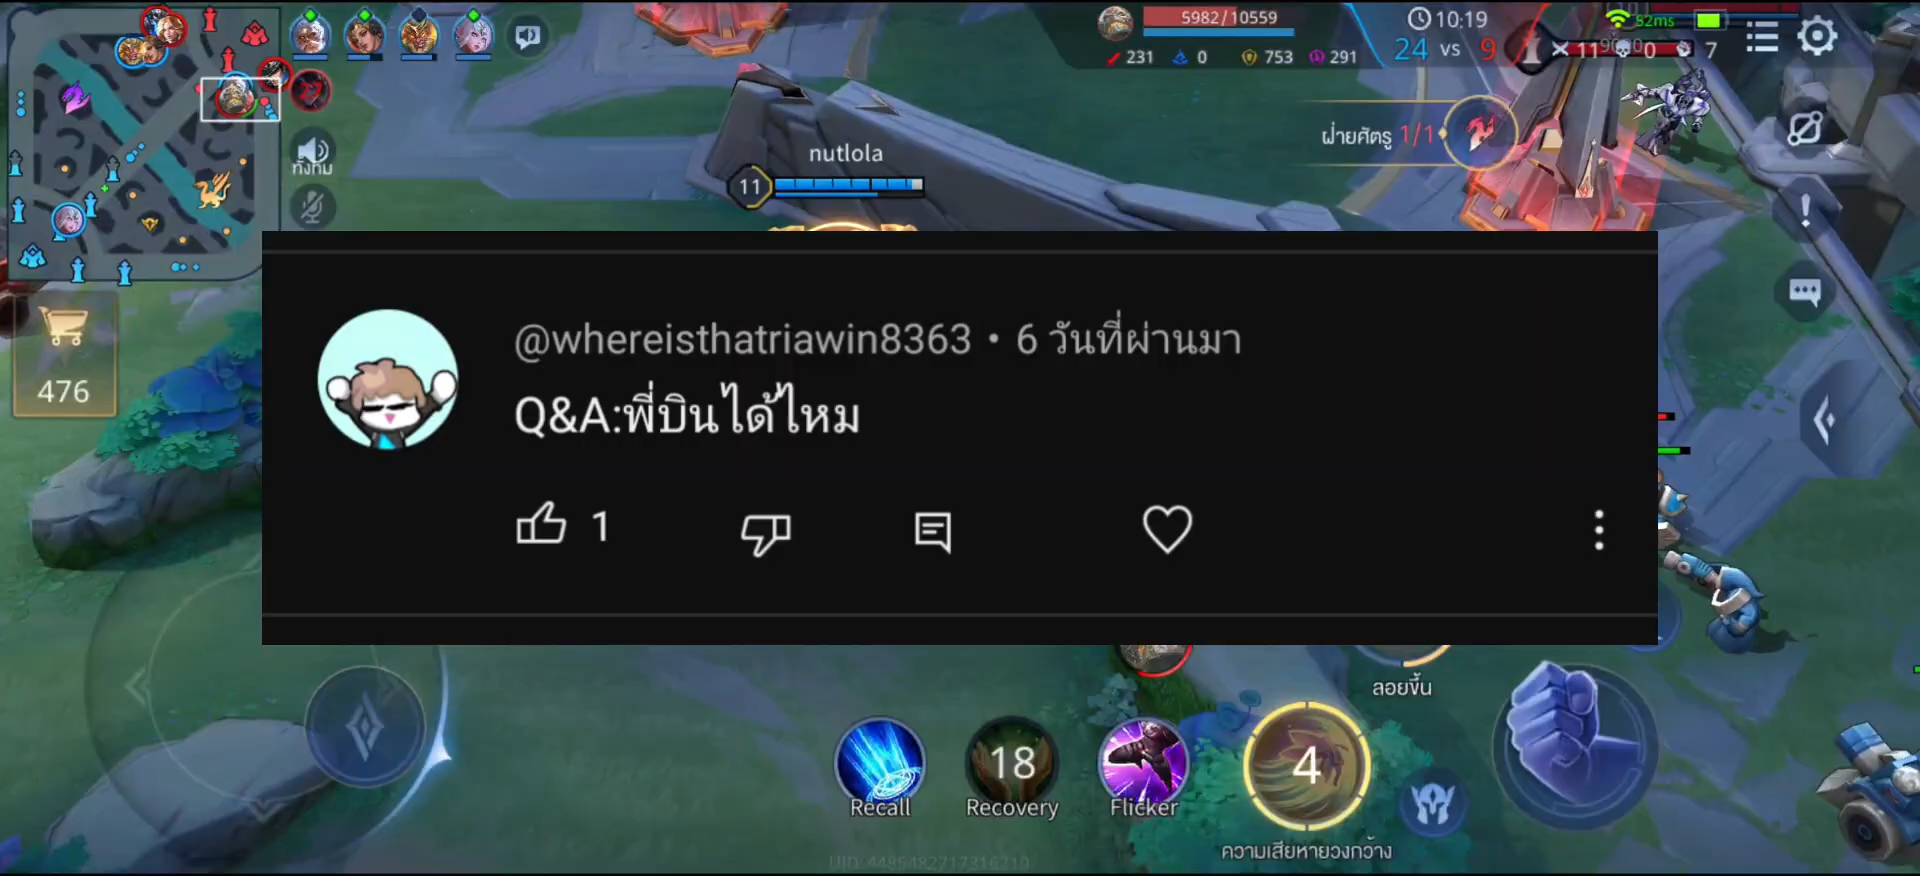 5982/10559
231 0 753 291
10:19
24 vs 9
52ms
11 0 7
ฝ่ายศัตรู 1/1
ทั้งทีม
nutlola
11
476
@whereisthatriawin8363 • 6 วันที่ผ่านมา
Q&A:พี่บินได้ไหม
1
ลอยขึ้น
18
4
Recall
Recovery
Flicker
ความเสียหายวงกว้าง